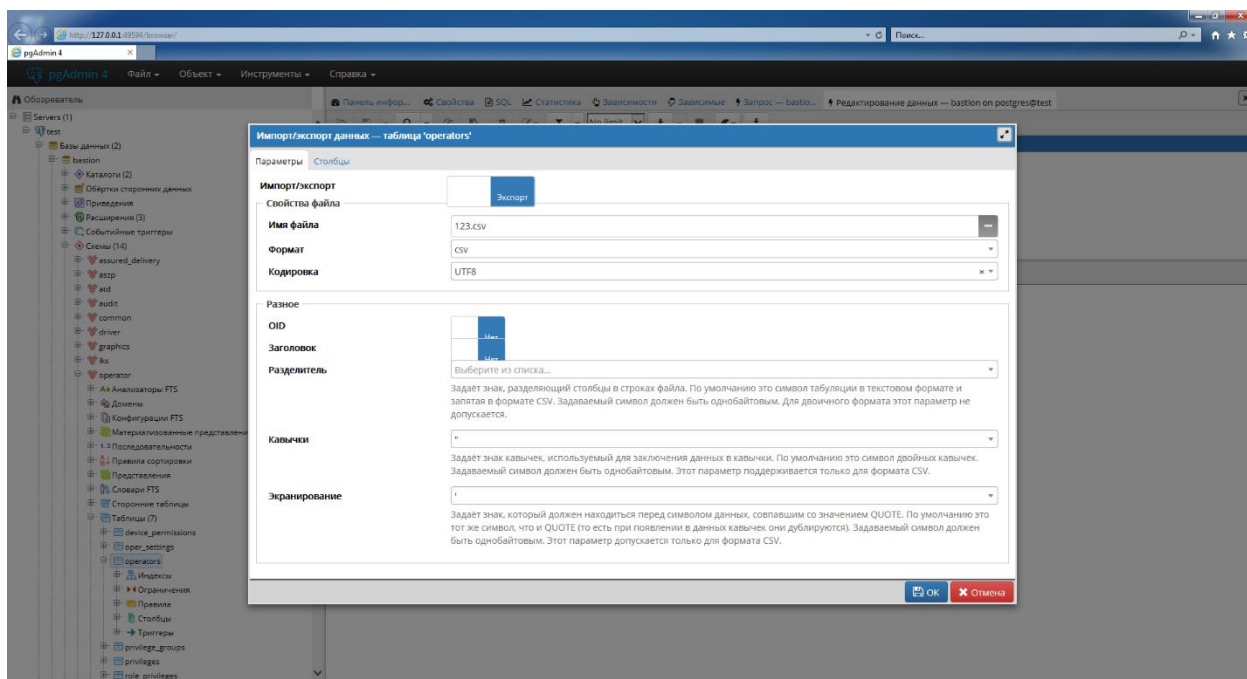 http://127.0.0.1:49594/browser/
Поиск...
pgAdmin 4
pgAdmin 4 Файл Объект Инструменты Справка
Обозреватель
Панель инфор... Свойства SQL Статистика Зависимости Зависимые Запрос — bastio... Редактирование данных — bastion on postgres@test
No limit
Servers (1)
test
Базы данных (2)
bastion
Каталоги (2)
Обёртки сторонних данных
Приведения
Расширения (3)
Событийные триггеры
Схемы (14)
assured_delivery
aszp
atd
audit
common
driver
graphics
iks
operator
Анализаторы FTS
Домены
Конфигурации FTS
Материализованные представлени
Последовательности
Правила сортировки
Представления
Словари FTS
Сторонние таблицы
Таблицы (7)
device_permissions
oper_settings
operators
Индексы
Ограничения
Правила
Столбцы
Триггеры
privilege_groups
privileges
role_privileges
Импорт/экспорт данных — таблица 'operators'
Параметры Столбцы
Импорт/экспорт Экспорт
Свойства файла
Имя файла 123.csv
Формат csv
Кодировка UTF8
Разное
OID Нет
Заголовок Нет
Разделитель Выберите из списка...
Задаёт знак, разделяющий столбцы в строках файла. По умолчанию это символ табуляции в текстовом формате и
запятая в формате CSV. Задаваемый символ должен быть однобайтовым. Для двоичного формата этот параметр не
допускается.
Кавычки "
Задаёт знак кавычек, используемый для заключения данных в кавычки. По умолчанию это символ двойных кавычек.
Задаваемый символ должен быть однобайтовым. Этот параметр поддерживается только для формата CSV.
Экранирование '
Задаёт знак, который должен находиться перед символом данных, совпавшим со значением QUOTE. По умолчанию это
тот же символ, что и QUOTE (то есть при появлении в данных кавычек они дублируются). Задаваемый символ должен
быть однобайтовым. Этот параметр допускается только для формата CSV.
OK Отмена